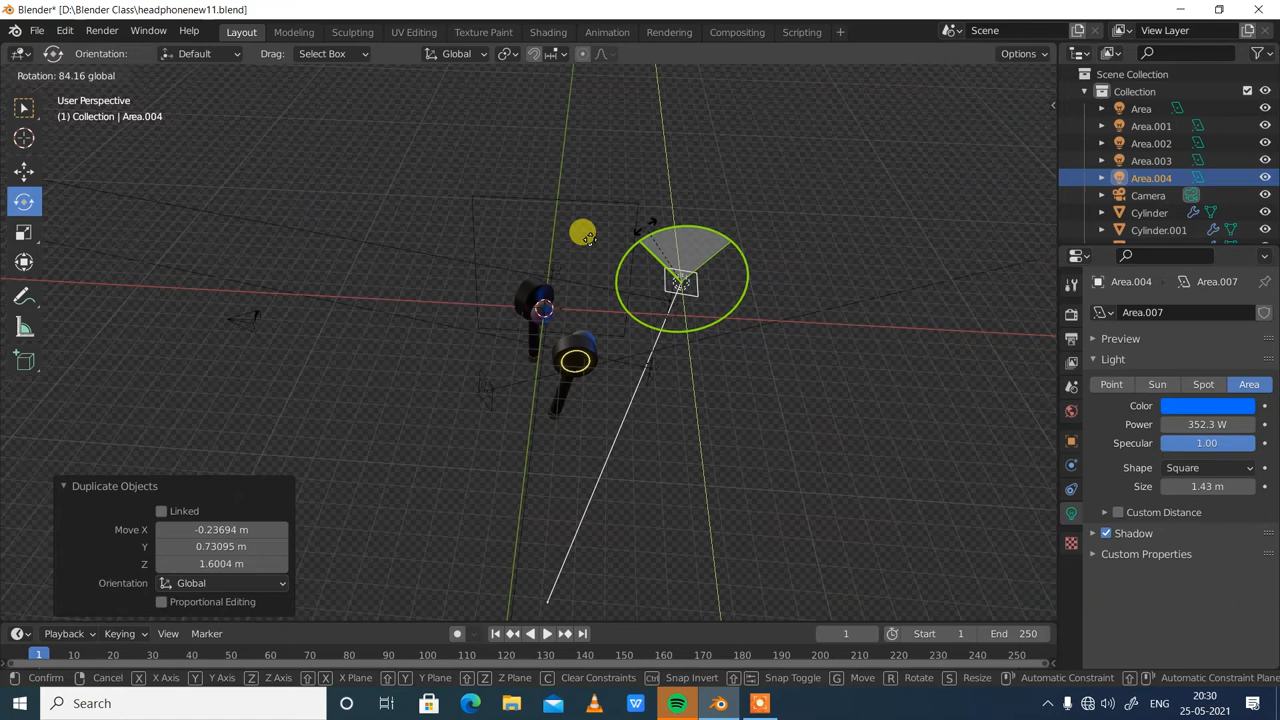 Blender* [D:\Blender Class\headphonenew11.blend]
File Edit Render Window Help Layout Modeling Sculpting UV Editing Texture Paint Shading Animation Rendering Compositing Scripting + Scene View Layer
Orientation: Default Drag: Select Box Global Options
Rotation: 84.16 global
User Perspective
(1) Collection | Area.004
Scene Collection
Collection
Area
Area.001
Area.002
Area.003
Area.004
Camera
Cylinder
Cylinder.001
Area.004 Area.007
Area.007
Preview
Light
Point Sun Spot Area
Color
Power 352.3 W
Specular 1.00
Shape Square
Size 1.43 m
Custom Distance
Shadow
Custom Properties
Duplicate Objects
Linked
Move X -0.23694 m
Y 0.73095 m
Z 1.6004 m
Orientation Global
Proportional Editing
Playback Keying View Marker 1 Start 1 End 250
1 10 20 30 40 50 60 70 80 90 100 110 120 130 140 150 160 170 180 190 200 210 220 230 240 250
Confirm Cancel X X Axis Y Y Axis Z Z Axis X X Plane Y Y Plane Z Z Plane C Clear Constraints Ctrl Snap Invert Snap Toggle G Move R Rotate S Resize Automatic Constraint Automatic Constraint Plane
Search
ENG
20:30
25-05-2021